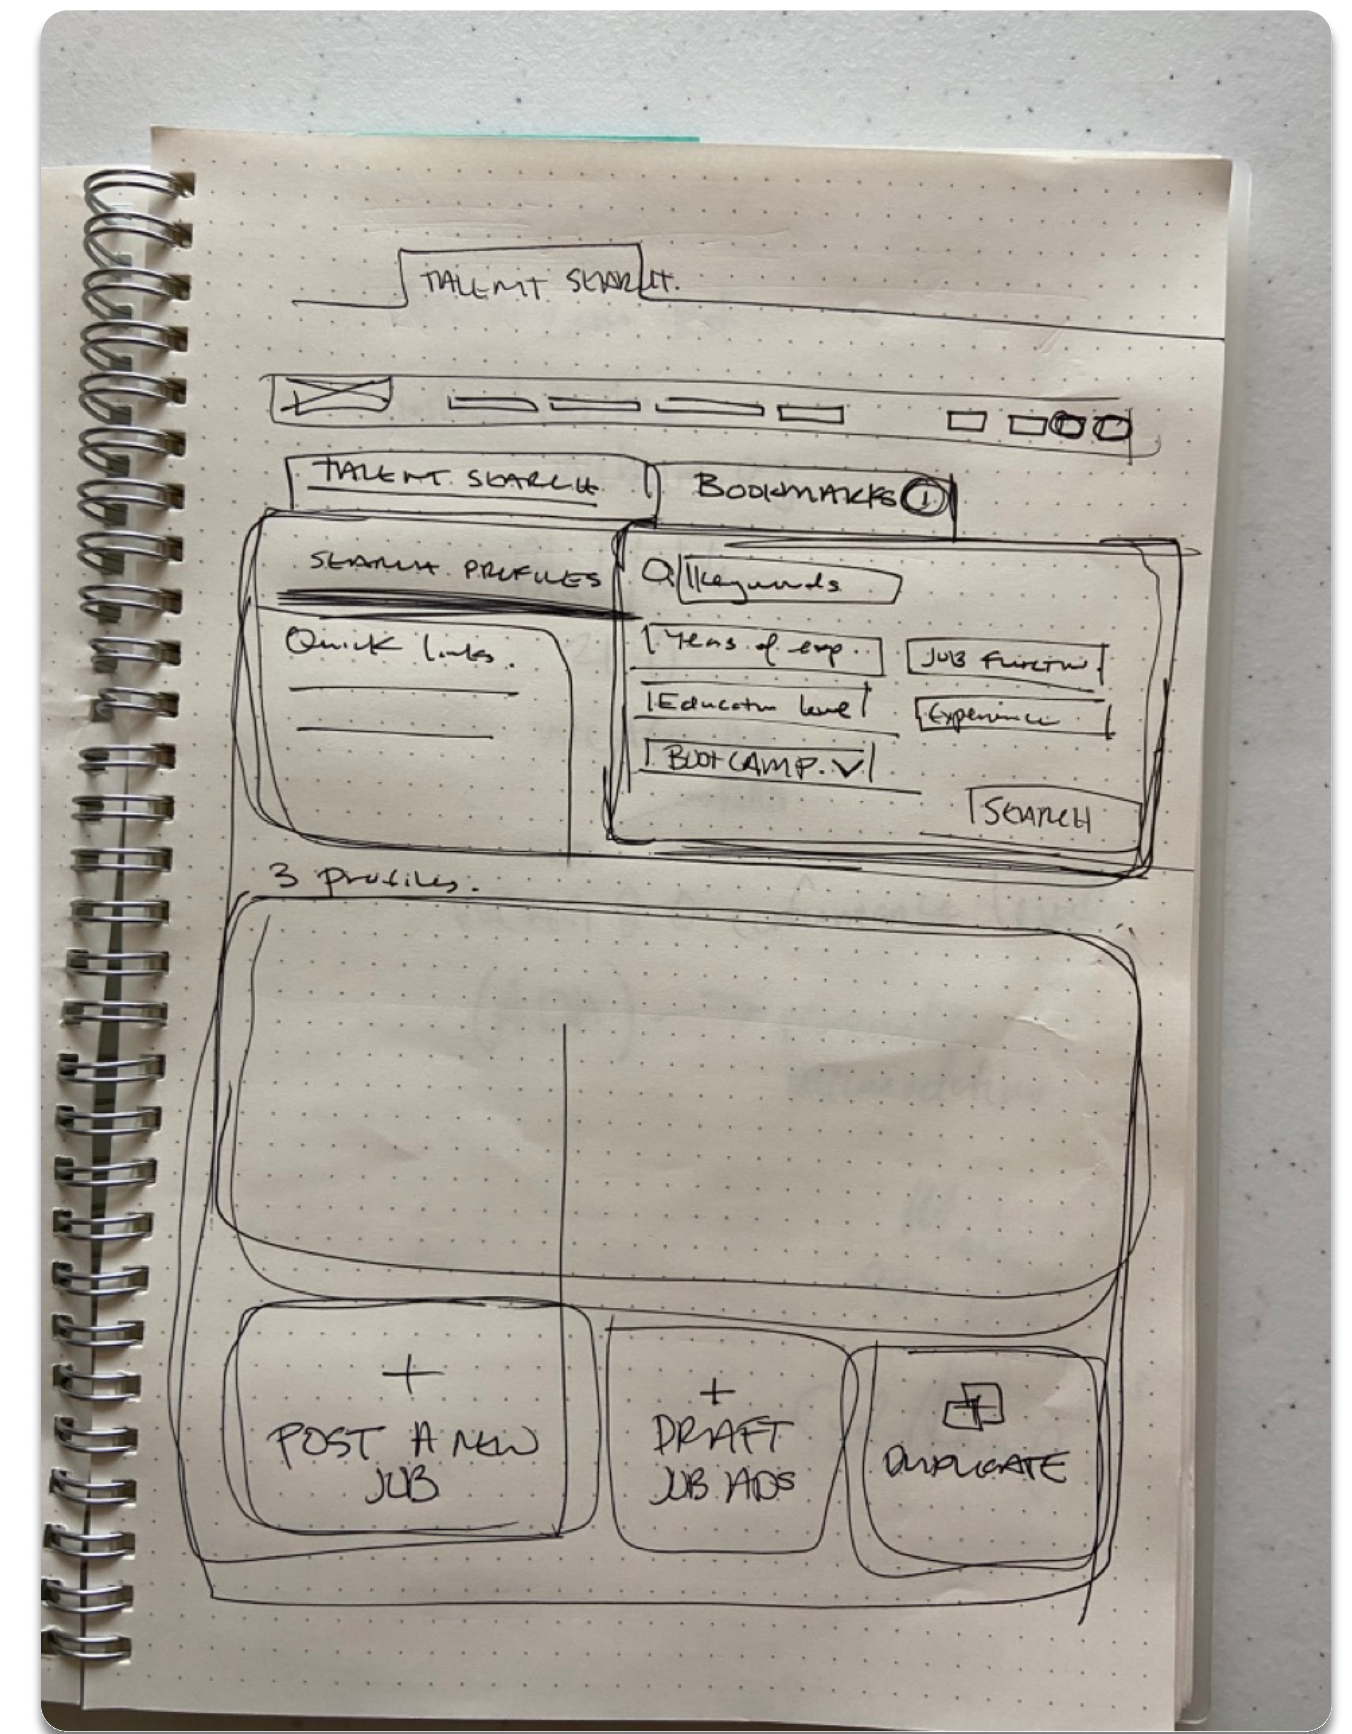 TALENT SEARCH.
TALENT SEARCH
BOOKMARKS 1
SEARCH PROFILES
Keywords
Quick links.
Years of exp.
JOB FUNCTION
Education level
Experience
BOOTCAMP.
SEARCH
3 profiles.
+
POST A NEW
JOB
+
DRAFT
JOB ADS
+
DUPLICATE